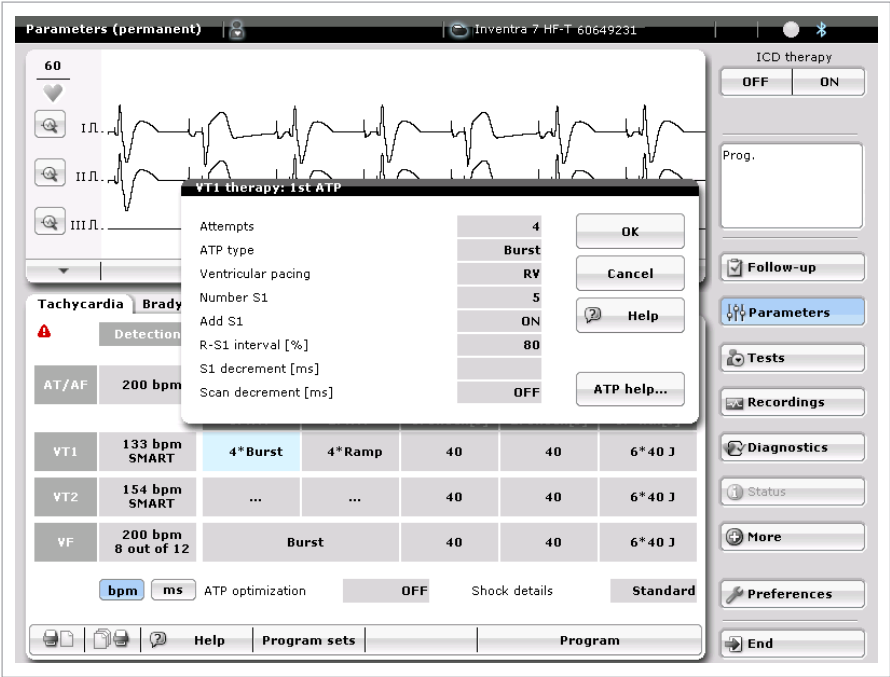 Parameters (permanent)
Inventra 7 HF-T 60649231
60
I
II
III
ICD therapy
OFF ON
Prog.
VT1 therapy: 1st ATP
Attempts 4
ATP type Burst
Ventricular pacing RV
Number S1 5
Add S1 ON
R-S1 interval [%] 80
S1 decrement [ms]
Scan decrement [ms] OFF
OK
Cancel
Help
ATP help...
Follow-up
Parameters
Tests
Recordings
Diagnostics
Status
More
Preferences
End
Tachycardia Brady
Detection
AT/AF 200 bpm
VT1 133 bpm SMART 4*Burst 4*Ramp 40 40 6*40 J
VT2 154 bpm SMART ... ... 40 40 6*40 J
VF 200 bpm 8 out of 12 Burst 40 40 6*40 J
bpm ms ATP optimization OFF Shock details Standard
Help Program sets Program